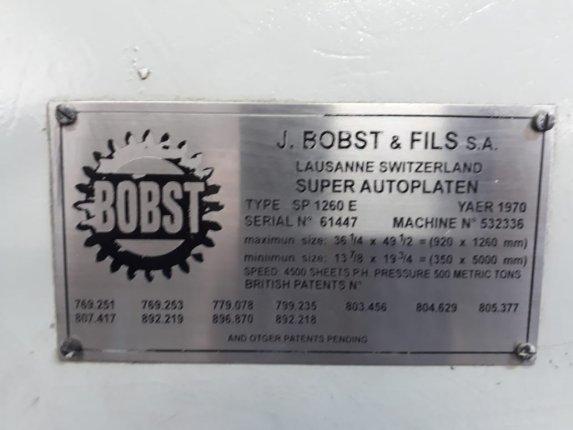 BOBST
J. BOBST & FILS S.A.
LAUSANNE SWITZERLAND
SUPER AUTOPLATEN
TYPE SP 1260 E YAER 1970
SERIAL N° 61447 MACHINE N° 532336
maximun size: 36 1/4 x 49 1/2 = (920 x 1260 mm)
minimium size: 13 7/8 x 19 3/4 = (350 x 5000 mm)
SPEED 4500 SHEETS P.H. PRESSURE 500 METRIC TONS
BRITISH PATENTS N°
769.251 769.253 779.078 799.235 803.456 804.629 805.377
807.417 892.219 896.870 892.218
AND OTGER PATENTS PENDING